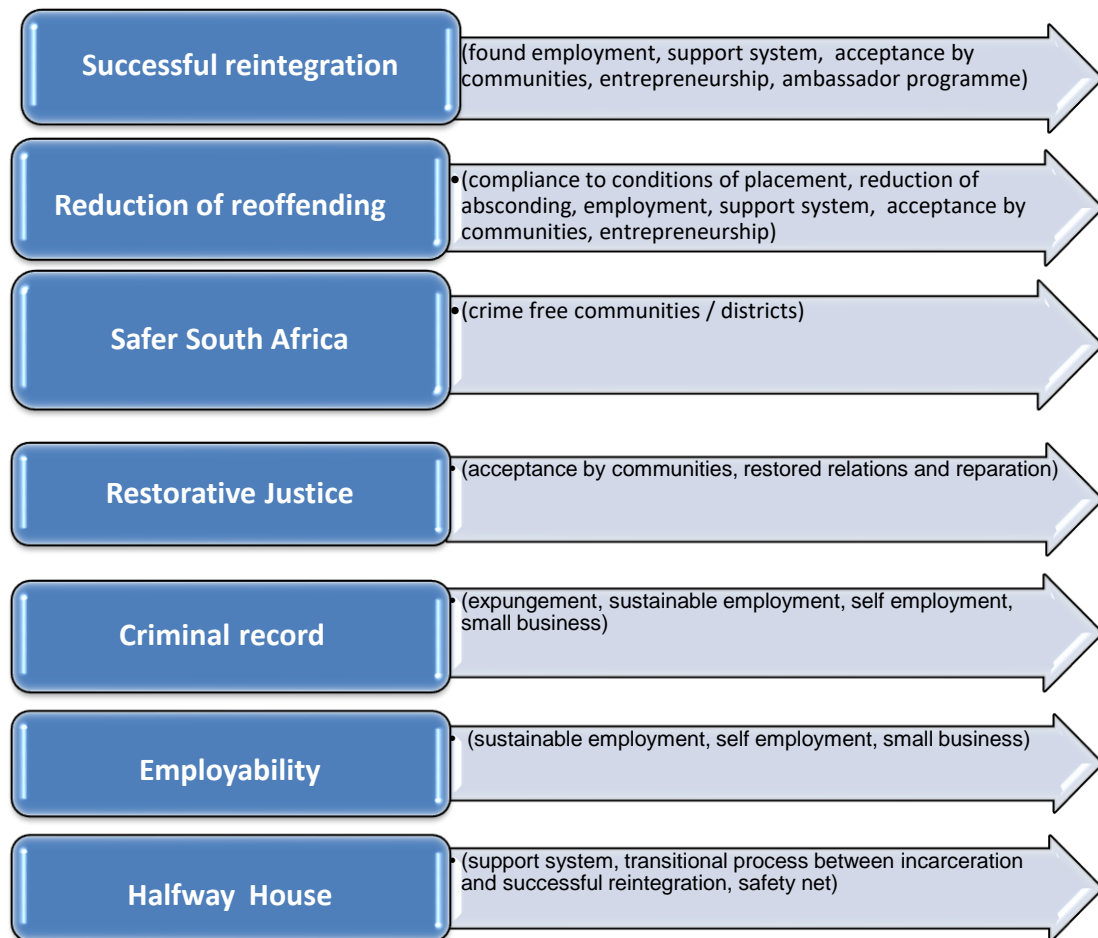 Successful reintegration
(found employment, support system,  acceptance by
communities, entrepreneurship, ambassador programme)
Reduction of reoffending
•(compliance to conditions of placement, reduction of
absconding, employment, support system,  acceptance by
communities, entrepreneurship)
Safer South Africa
•(crime free communities / districts)
Restorative Justice
• (acceptance by communities, restored relations and reparation)
Criminal record
• (expungement, sustainable employment, self employment,
small business)
Employability
• (sustainable employment, self employment, small business)
Halfway  House
• (support system, transitional process between incarceration
and successful reintegration, safety net)